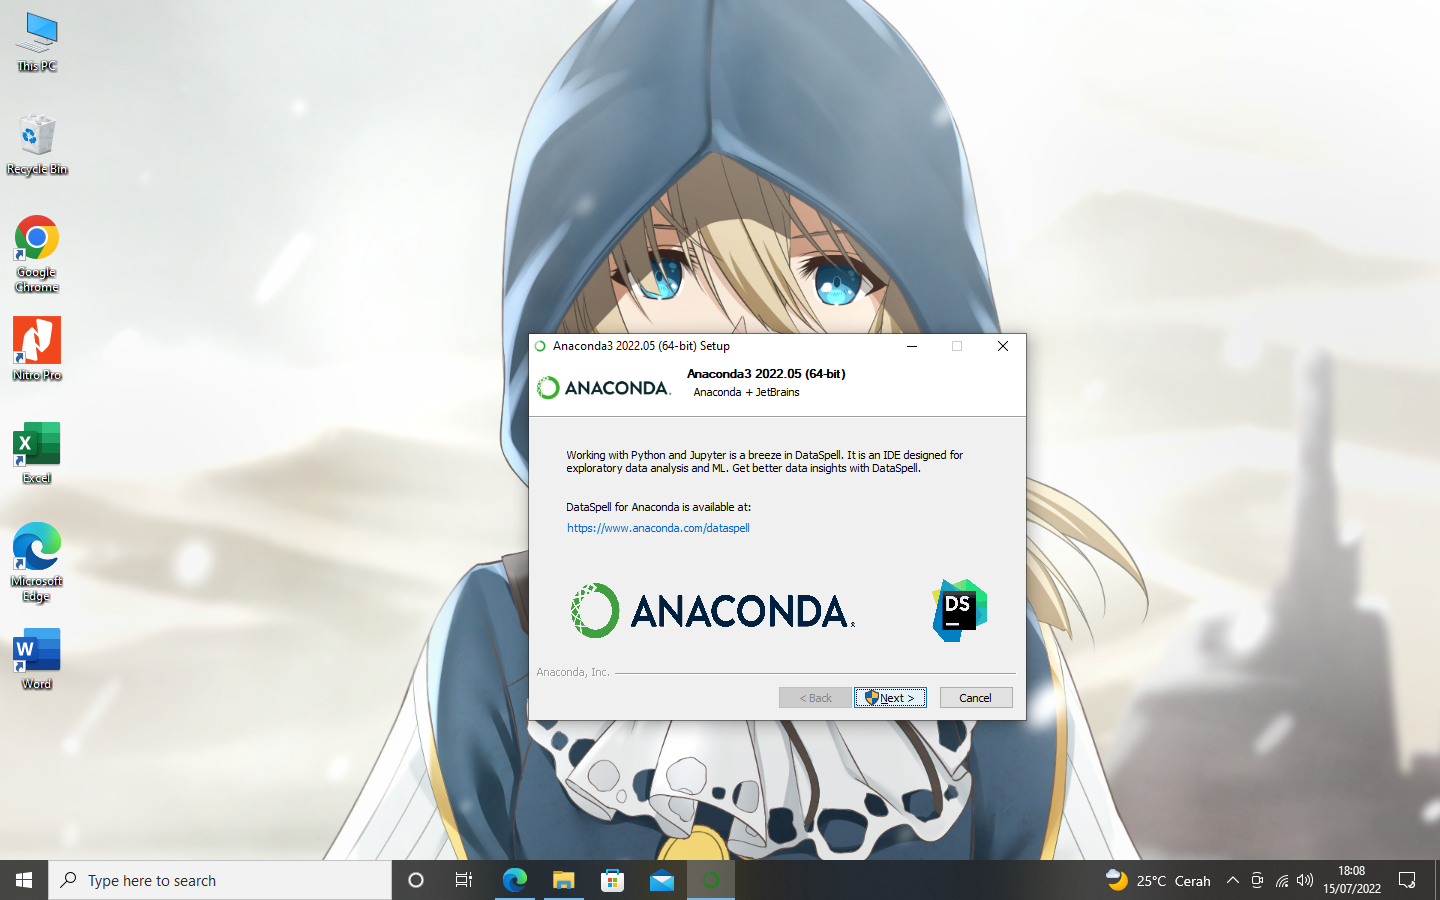 This PC
Recycle Bin
Google
Chrome
Nitro Pro
X
Excel
Microsoft
Edge
W
Word
Anaconda3 2022.05 (64-bit) Setup
ANACONDA.
Anaconda3 2022.05 (64-bit)
Anaconda + JetBrains
Working with Python and Jupyter is a breeze in DataSpell. It is an IDE designed for
exploratory data analysis and ML. Get better data insights with DataSpell.
DataSpell for Anaconda is available at:
https://www.anaconda.com/dataspell
ANACONDA®
DS
Anaconda, Inc.
< Back
Next >
Cancel
Type here to search
25°C Cerah
18:08
15/07/2022